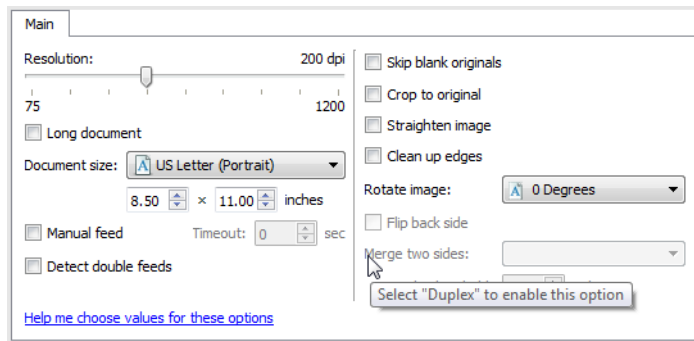 Main
Resolution: 200 dpi
75 1200
Long document
Document size: US Letter (Portrait)
8.50 × 11.00 inches
Manual feed Timeout: 0 sec
Detect double feeds
Help me choose values for these options
Skip blank originals
Crop to original
Straighten image
Clean up edges
Rotate image: 0 Degrees
Flip back side
Merge two sides:
Select "Duplex" to enable this option